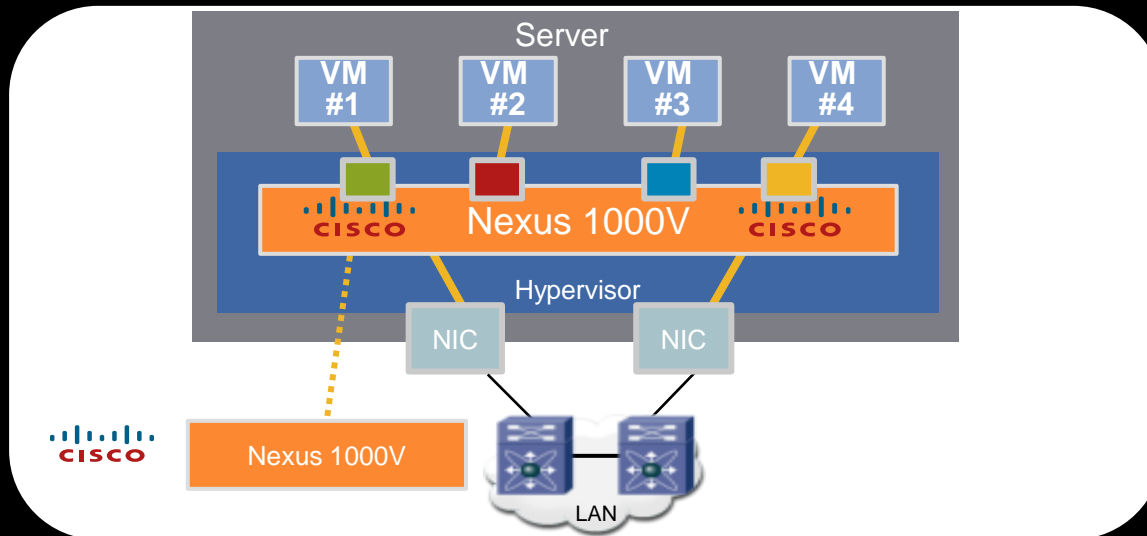 Server
VM
#1
VM
#2
VM
#3
VM
#4
CISCO
Nexus 1000V
CISCO
Hypervisor
NIC
NIC
CISCO
Nexus 1000V
LAN